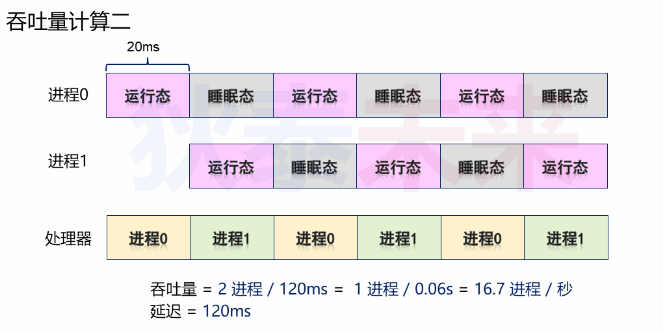 吞吐量计算二
20ms
进程0 运行态 睡眠态 运行态 睡眠态 运行态 睡眠态
进程1 运行态 睡眠态 运行态 睡眠态 运行态
处理器 进程0 进程1 进程0 进程1 进程0 进程1
吞吐量 = 2 进程 / 120ms = 1 进程 / 0.06s = 16.7 进程 / 秒
延迟 = 120ms
狄泰未来